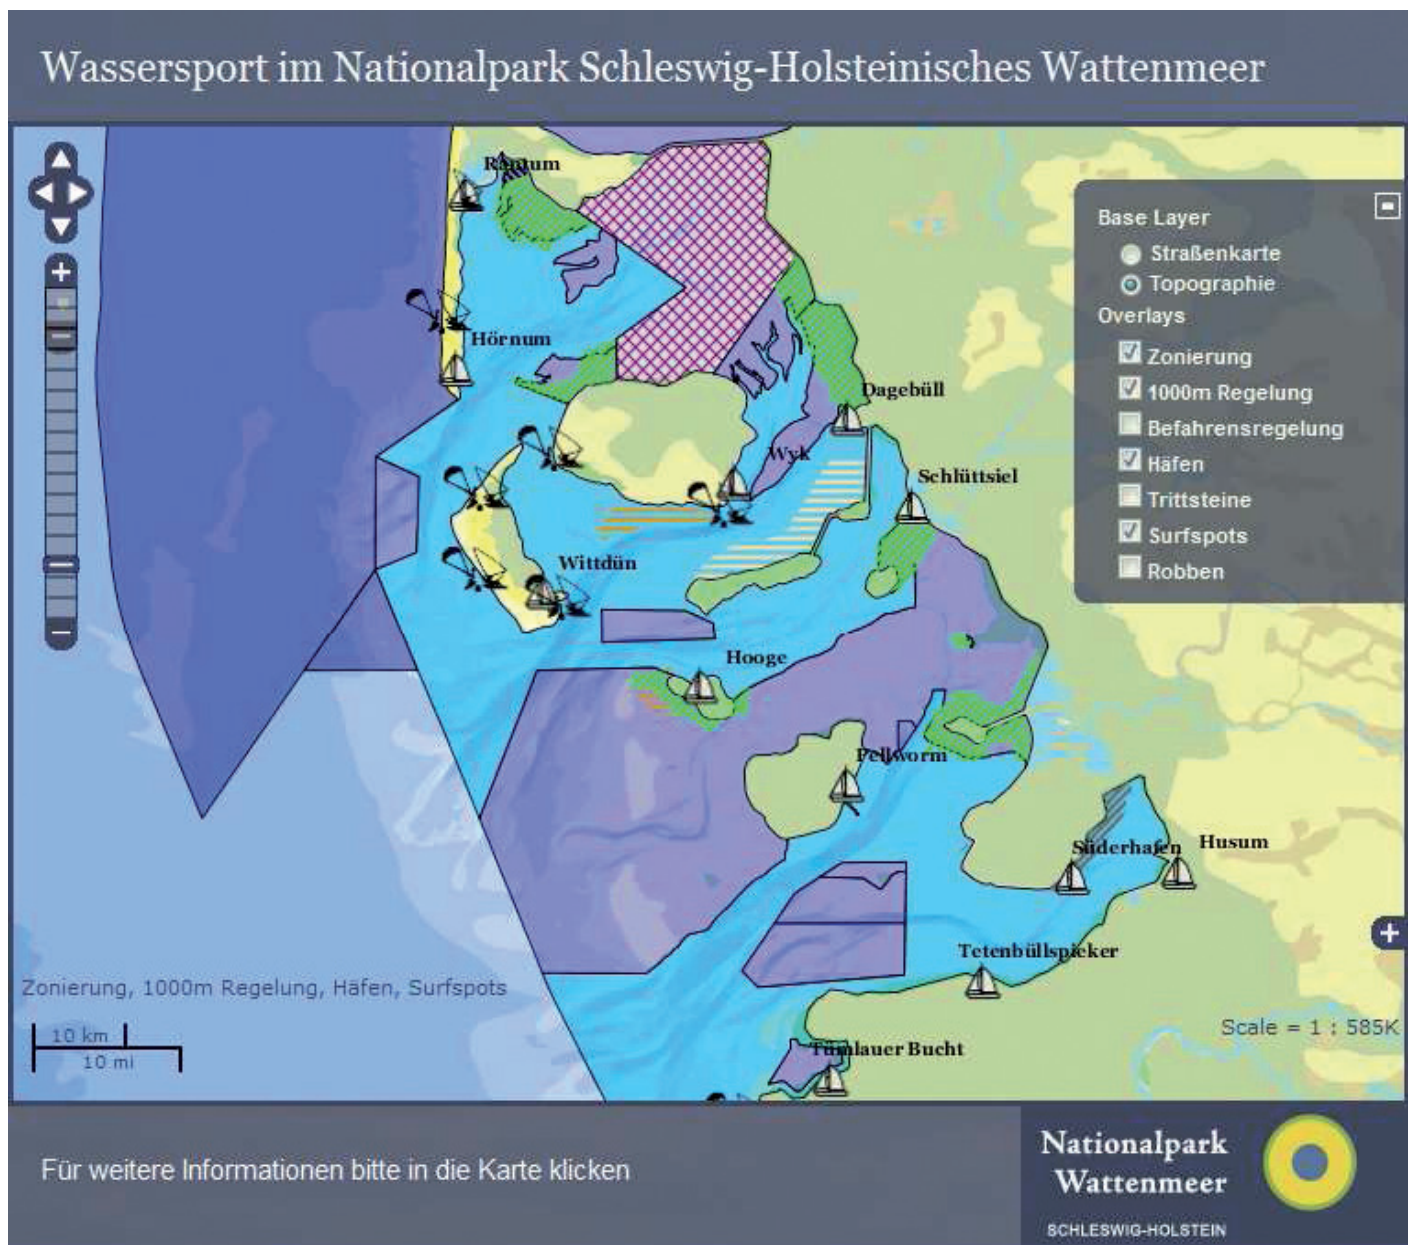 Wassersport im Nationalpark Schleswig-Holsteinisches Wattenmeer
Rantum
Base Layer
Straßenkarte
Topographie
Overlays
Zonierung
1000m Regelung
Befahrensregelung
Häfen
Trittsteine
Surfspots
Robben
Hörnum
Dagebüll
Wyk
Schlüttsiel
Wittdün
Hooge
Pellworm
Süderhafen
Husum
Tetenbüllspieker
Zonierung, 1000m Regelung, Häfen, Surfspots
10 km
10 mi
Scale = 1 : 585K
Tümlauer Bucht
Für weitere Informationen bitte in die Karte klicken
Nationalpark
Wattenmeer
SCHLESWIG-HOLSTEIN